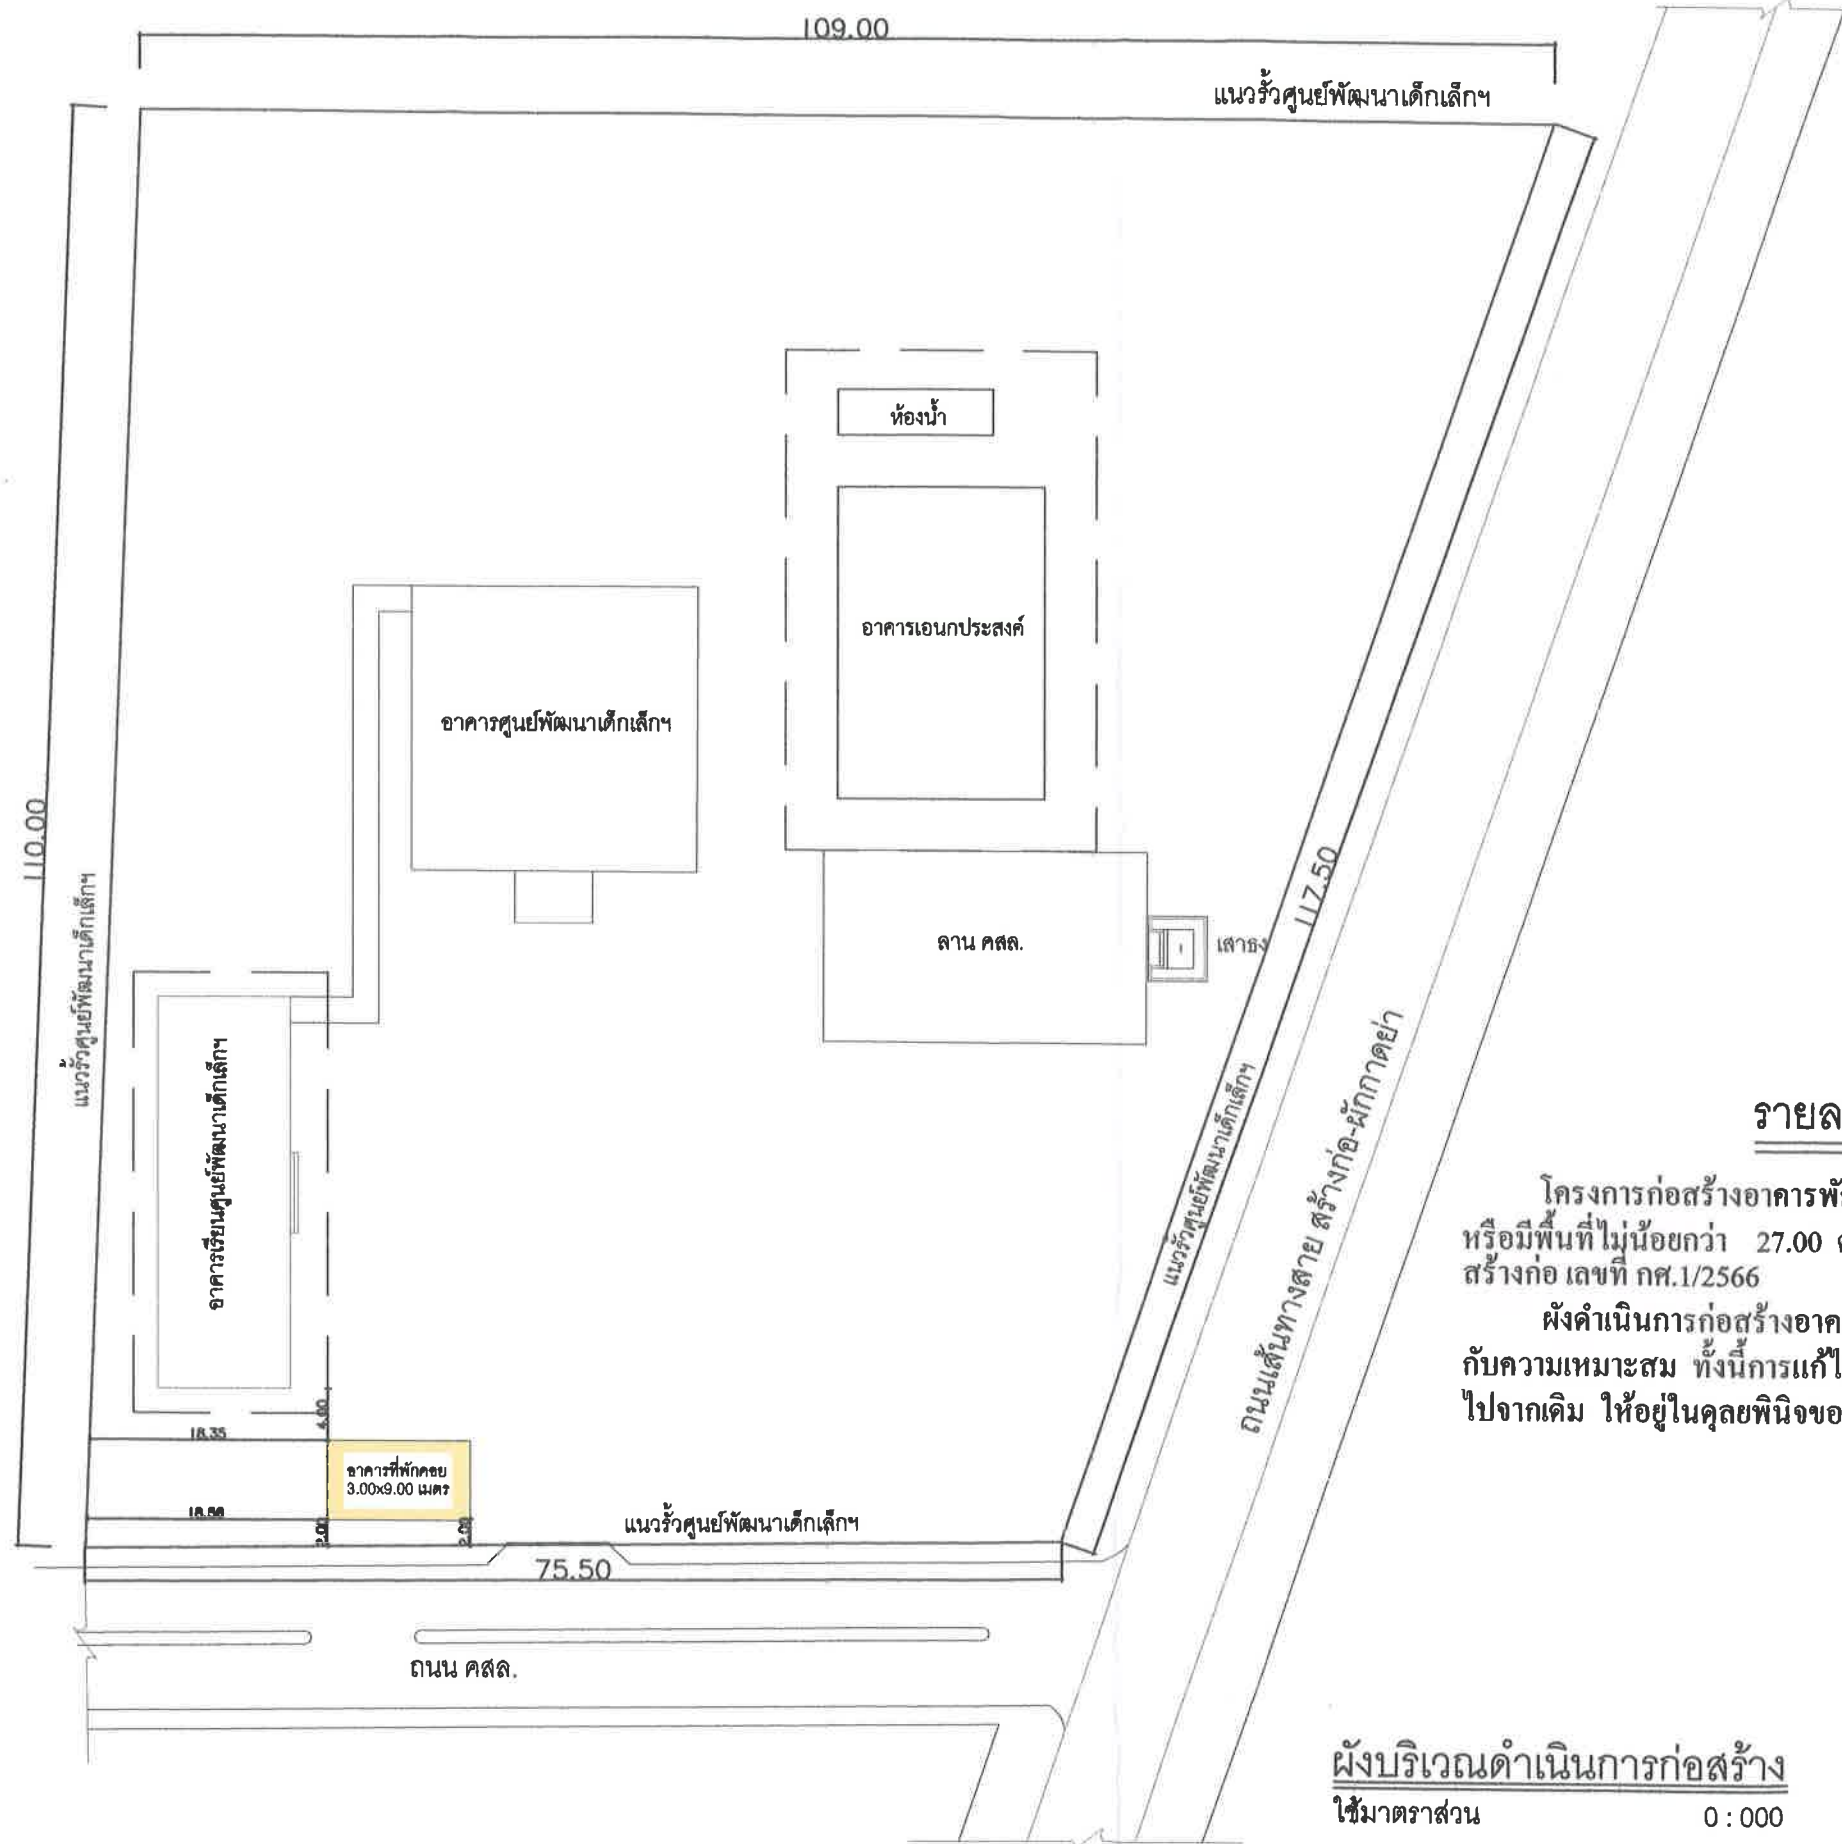 109.00
แนวรั้วศูนย์พัฒนาเด็กเล็กฯ
ห้องน้ำ
อาคารเอนกประสงค์
อาคารศูนย์พัฒนาเด็กเล็กฯ
110.00
แนวรั้วศูนย์พัฒนาเด็กเล็กฯ
117.50
ลาน คสล.
เสาธง
อาคารเรียนศูนย์พัฒนาเด็กเล็กฯ
แนวรั้วศูนย์พัฒนาเด็กเล็กฯ
ถนนเส้นทางสาย สร้างก่อ-ผักกาดย่า
รายล
โครงการก่อสร้างอาคารพั
หรือมีพื้นที่ไม่น้อยกว่า 27.00
สร้างก่อ เลขที่ กศ.1/2566
ผังดำเนินการก่อสร้างอาค
กับความเหมาะสม ทั้งนี้การแก้ไ
ไปจากเดิม ให้อยู่ในดุลยพินิจขอ
4.00
18.35
อาคารที่พักคอย
3.00x9.00 เมตร
2.00
2.00
แนวรั้วศูนย์พัฒนาเด็กเล็กฯ
75.50
ถนน คสล.
ผังบริเวณดำเนินการก่อสร้าง
ใช้มาตราส่วน 0 : 000